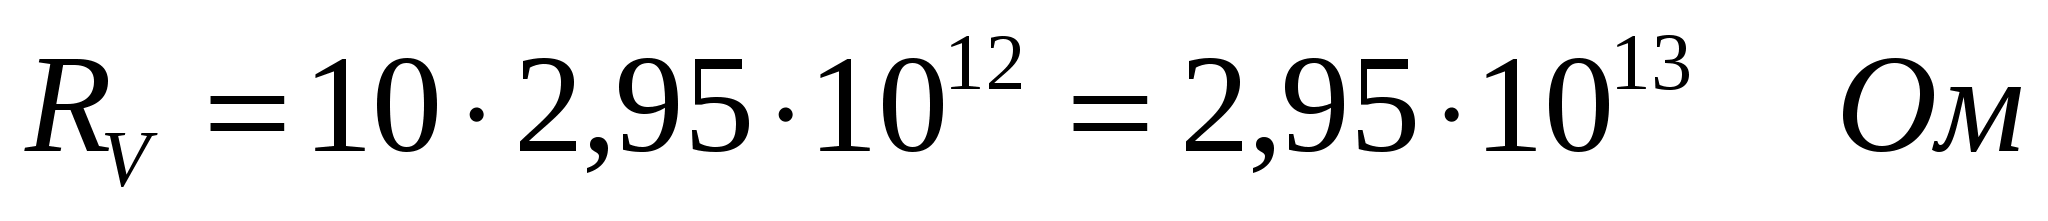 R_V = 10 · 2,95 · 10^12 = 2,95 · 10^13 Ом